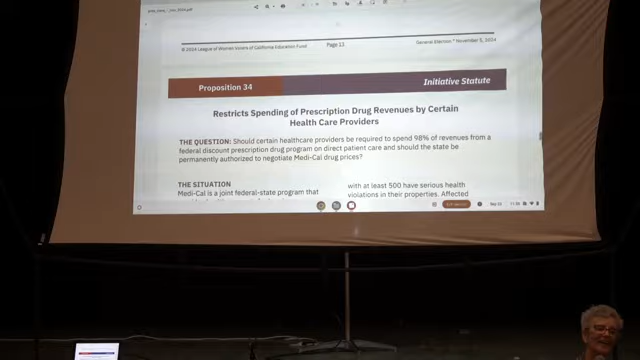 © 2024 League of Women Voters of California Education Fund Page 13 General Election * November 5, 2024
Proposition 34 Initiative Statute
Restricts Spending of Prescription Drug Revenues by Certain
Health Care Providers
THE QUESTION: Should certain healthcare providers be required to spend 98% of revenues from a
federal discount prescription drug program on direct patient care and should the state be
permanently authorized to negotiate Medi-Cal drug prices?
THE SITUATION
Medi-Cal is a joint federal-state program that
with at least 500 have serious health
violations in their properties. Affected